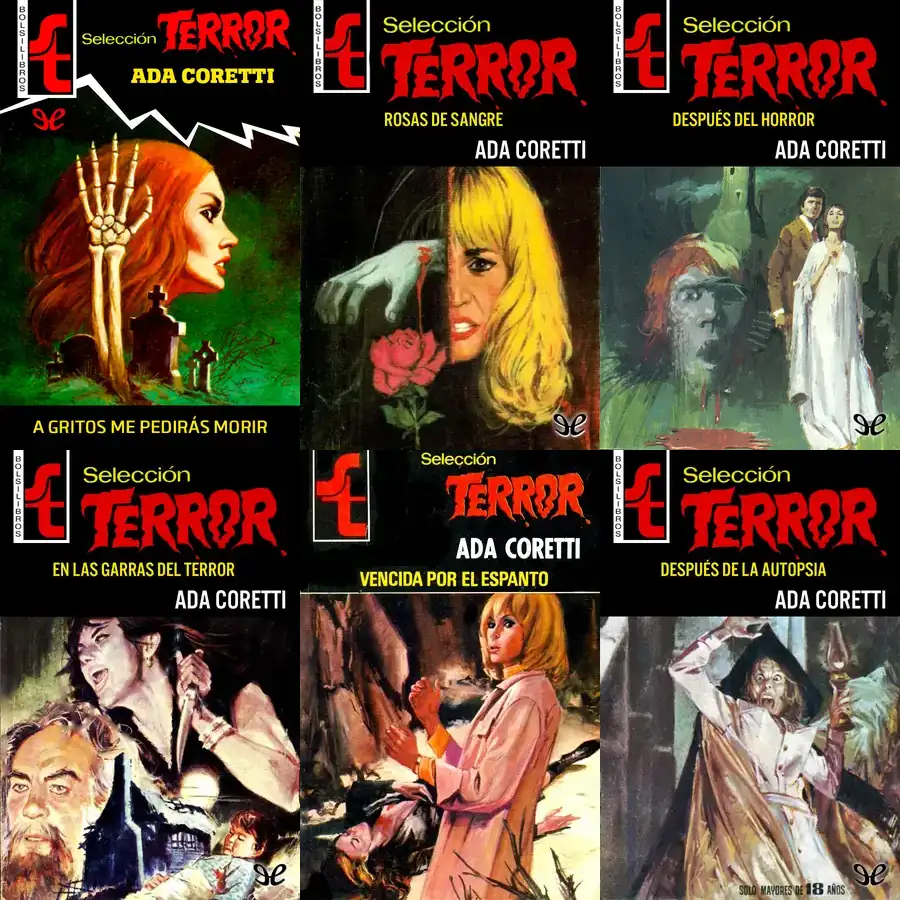 BOLSILIBROS
Selección
TERROR
ADA CORETTI
A GRITOS ME PEDIRÁS MORIR
BOLSILIBROS
Selección
TERROR
ROSAS DE SANGRE
ADA CORETTI
BOLSILIBROS
Selección
TERROR
DESPUÉS DEL HORROR
ADA CORETTI
BOLSILIBROS
Selección
TERROR
EN LAS GARRAS DEL TERROR
ADA CORETTI
Selección
TERROR
ADA CORETTI
VENCIDA POR EL ESPANTO
BOLSILIBROS
Selección
TERROR
DESPUÉS DE LA AUTOPSIA
ADA CORETTI
SOLO MAYORES DE 18 AÑOS